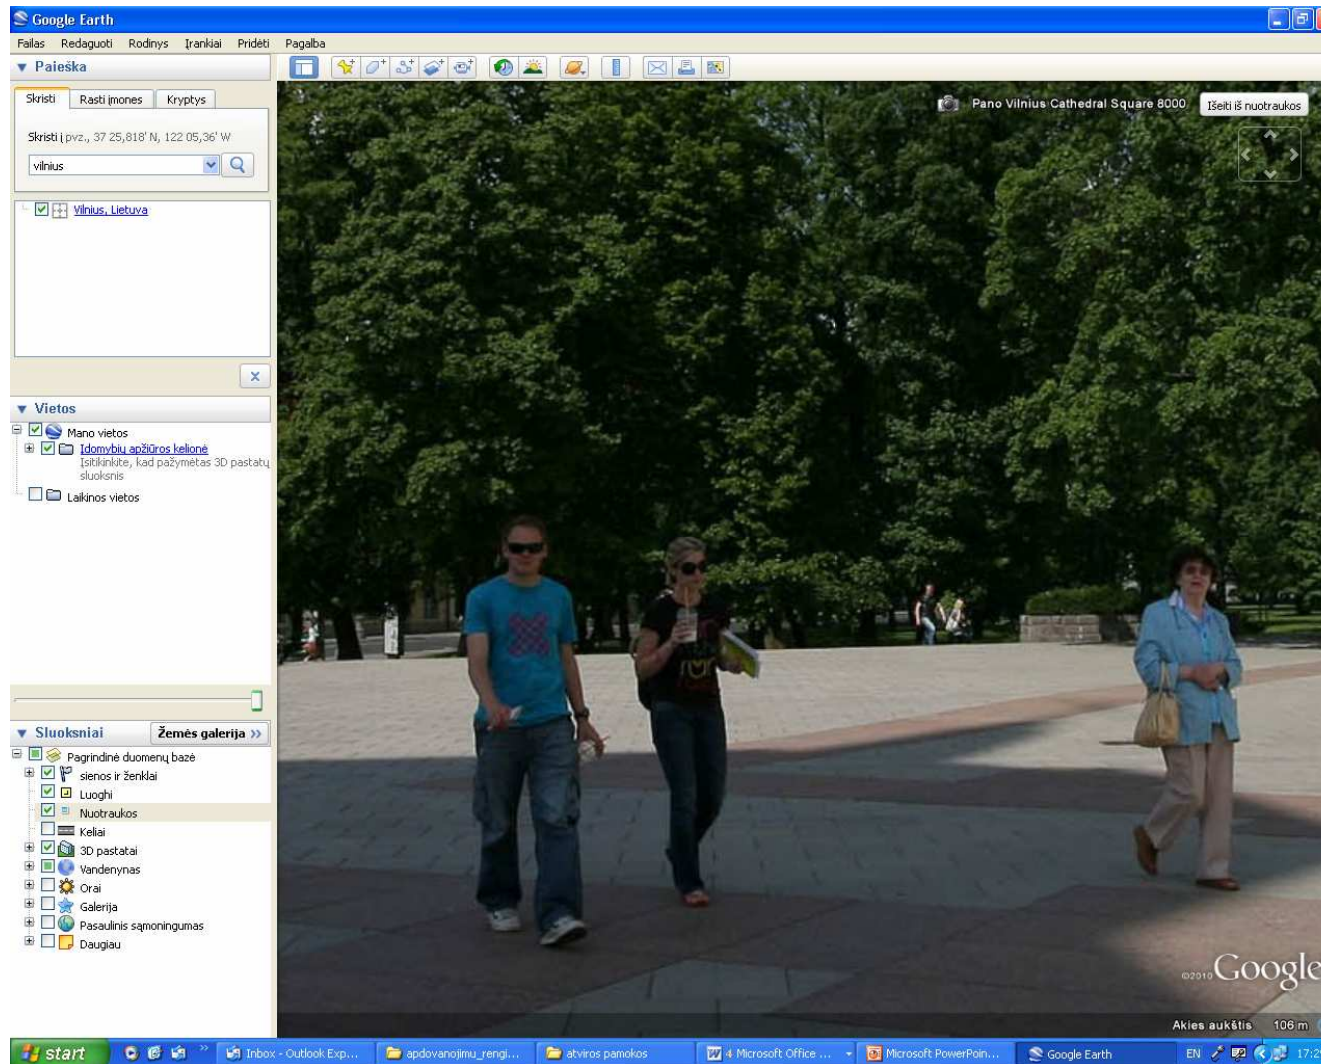 Google Earth
Failas Redaguoti Rodinys Įrankiai Pridėti Pagalba
Paieška
Skristi Rasti įmones Kryptys
Skristi į pvz., 37 25,818' N, 122 05,36' W
vilnius
Vilnius, Lietuva
Vietos
Mano vietos
Įdomybių apžiūros kelionė
Įsitikinkite, kad pažymėtas 3D pastatų
sluoksnis
Laikinos vietos
Sluoksniai Žemės galerija >>
Pagrindinė duomenų bazė
sienos ir ženklai
Luoghi
Nuotraukos
Keliai
3D pastatai
Vandenynas
Orai
Galerija
Pasaulinis sąmoningumas
Daugiau
Pano Vilnius Cathedral Square 8000 Išeiti iš nuotraukos
©2010 Google
Akies aukštis 106 m
start Inbox - Outlook Exp... apdovanojimu_rengi... atviros pamokos 4 Microsoft Office ... Microsoft PowerPoin... Google Earth EN